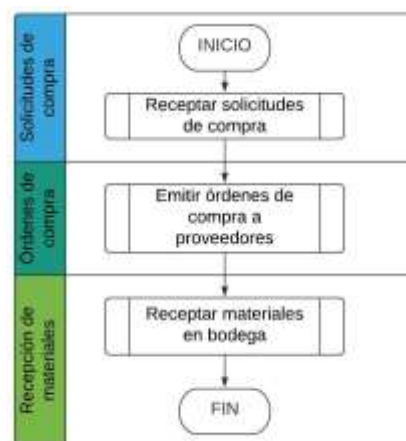 Solicitudes de
compra
INICIO
Receptar solicitudes
de compra
Órdenes de
compra
Emitir órdenes de
compra a
proveedores
Recepción de
materiales
Receptar materiales
en bodega
FIN